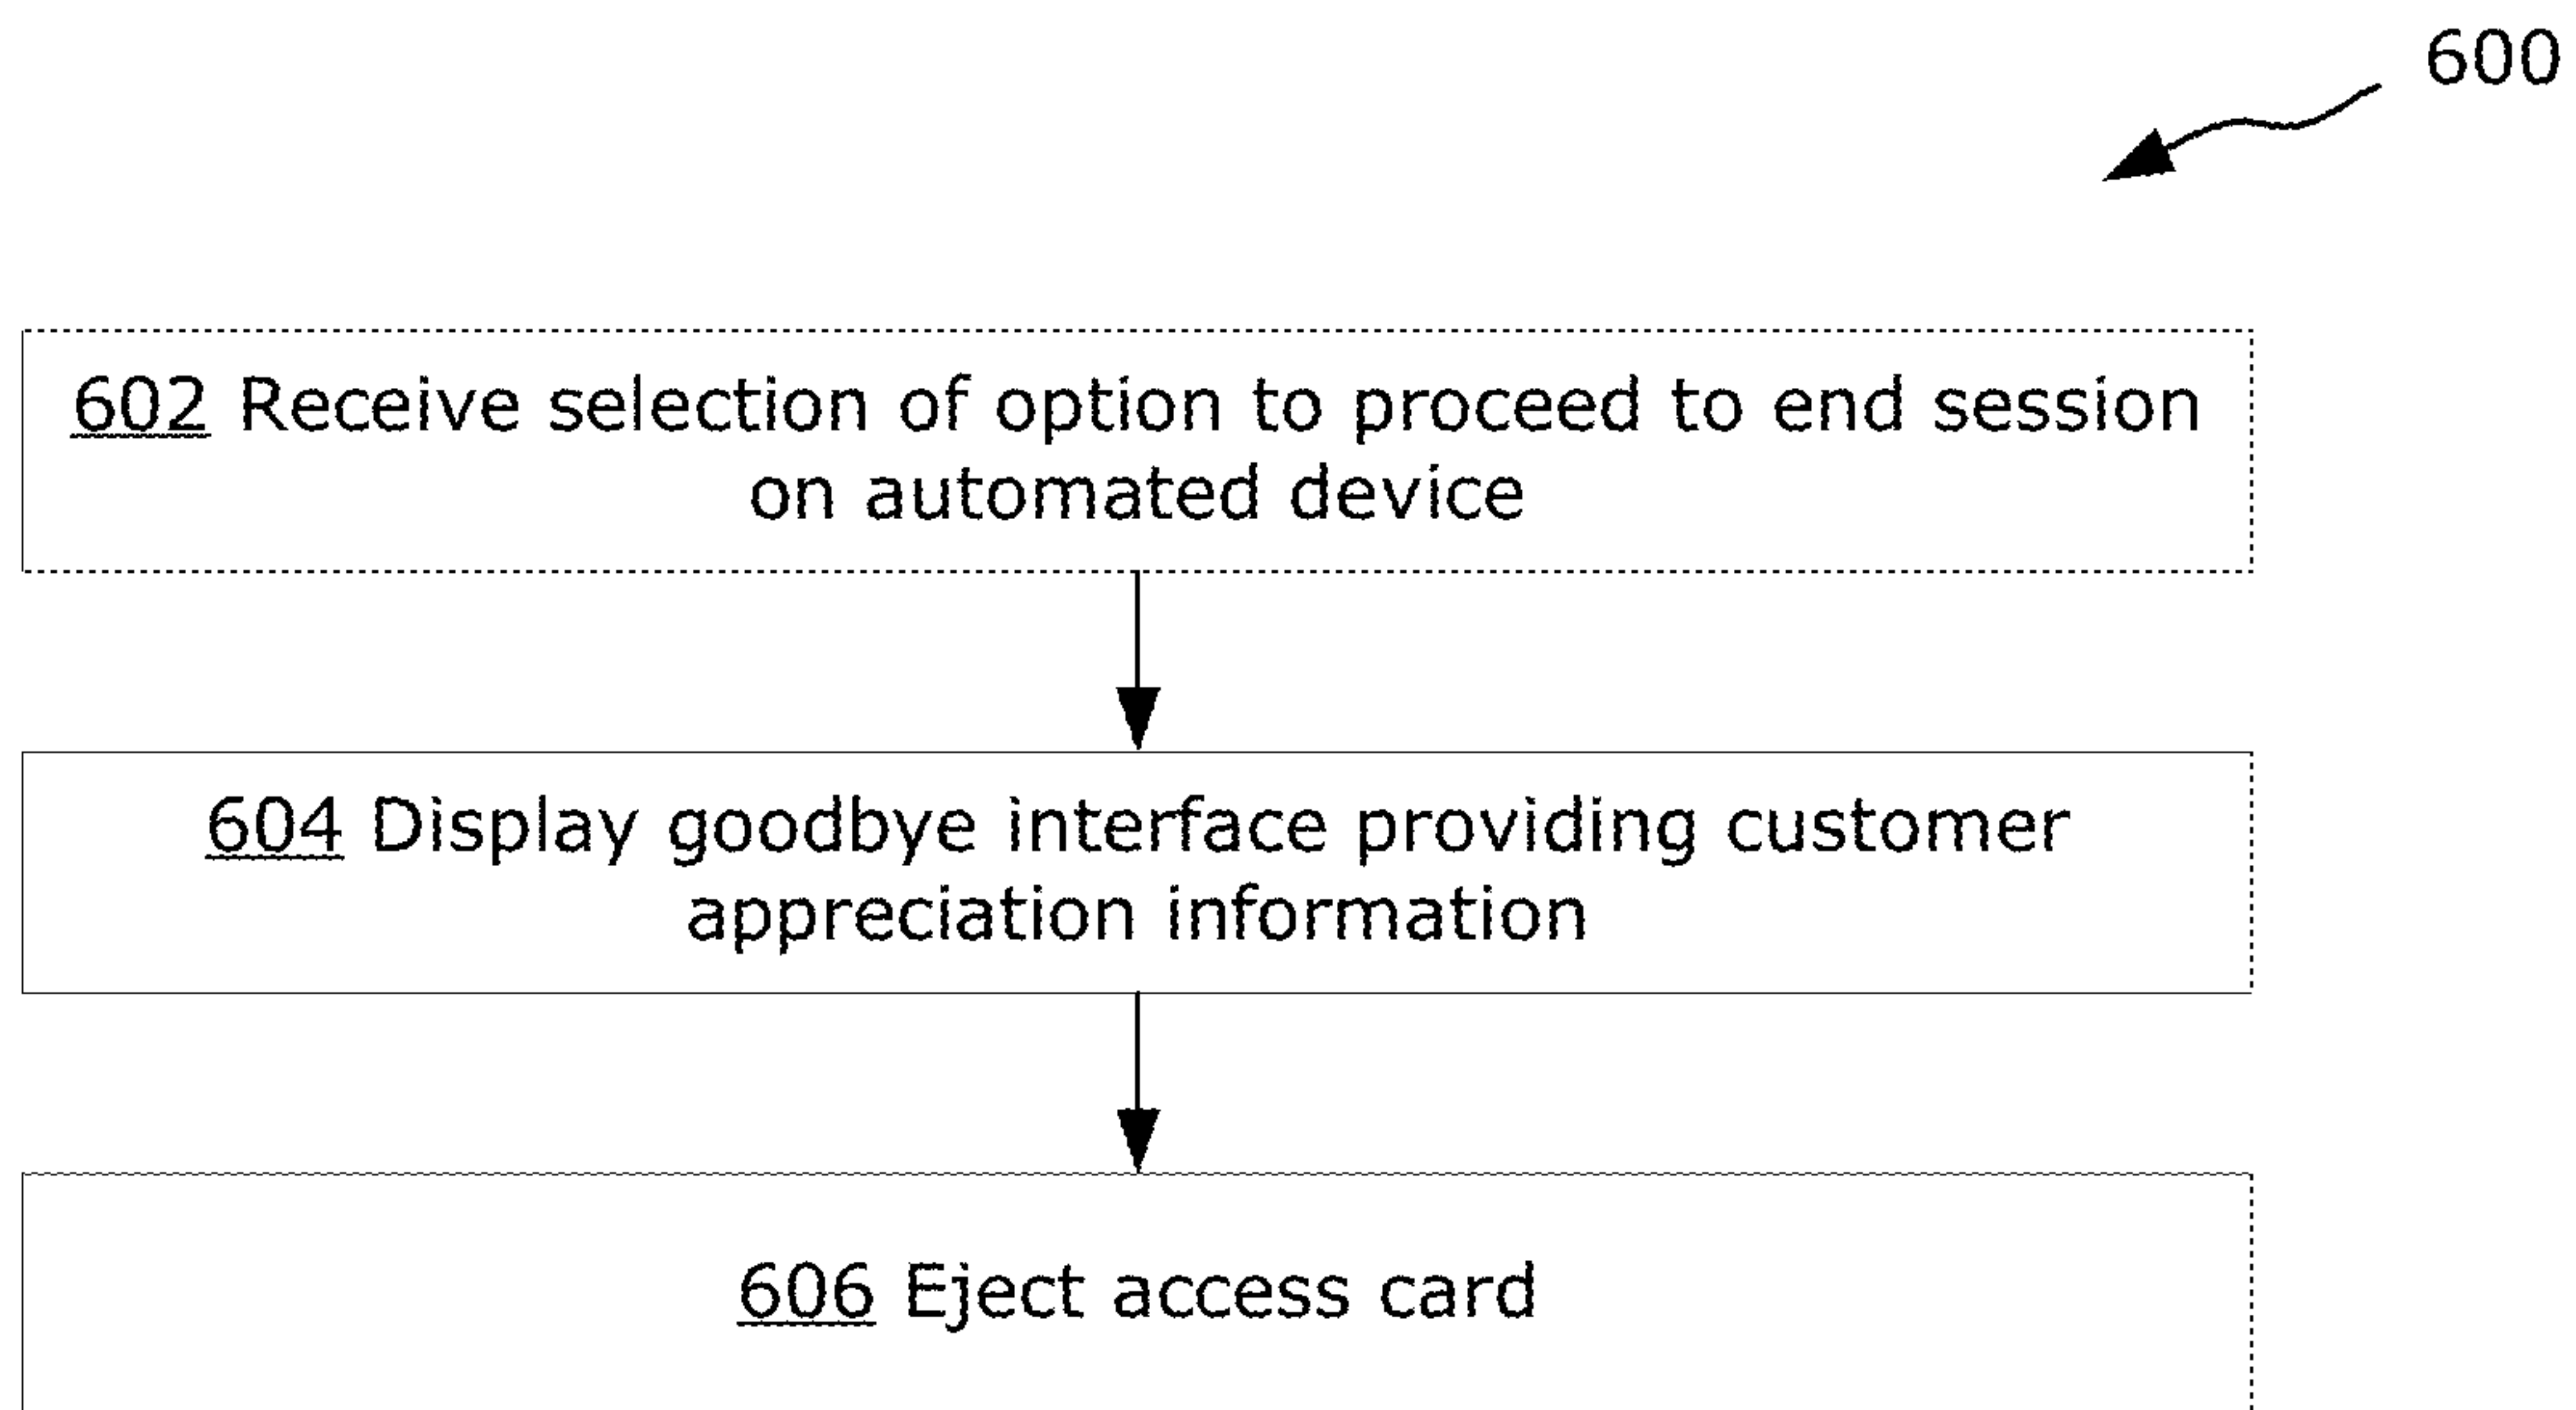 600
602 Receive selection of option to proceed to end session
on automated device
604 Display goodbye interface providing customer
appreciation information
606 Eject access card